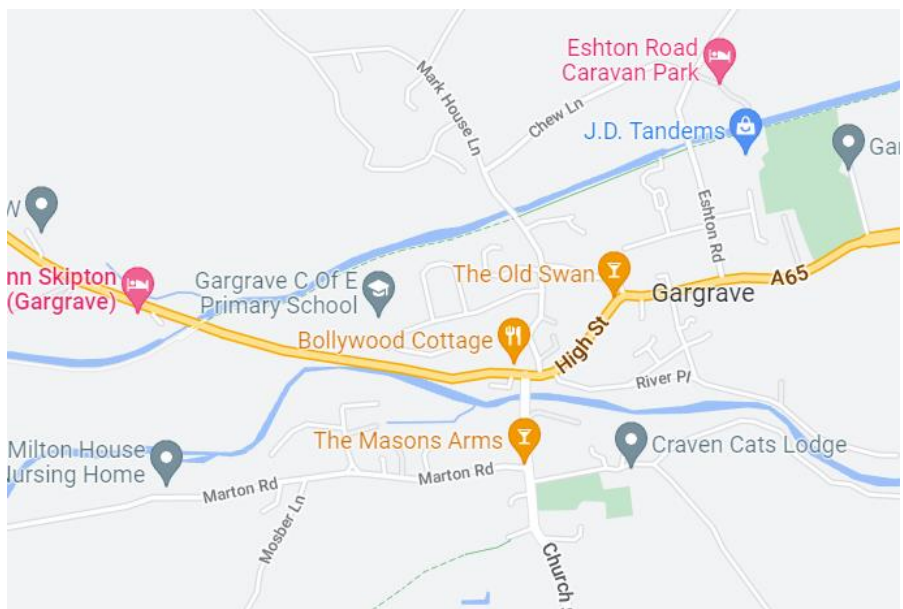 Eshton Road
Caravan Park
Mark House Ln
Chew Ln
J.D. Tandems
Gar
W
Eshton Rd
nn Skipton
(Gargrave)
Gargrave C Of E
Primary School
The Old Swan
A65
Gargrave
Bollywood Cottage
High St
River Pl
The Masons Arms
Craven Cats Lodge
Milton House
Nursing Home
Marton Rd
Marton Rd
Mosber Ln
Church